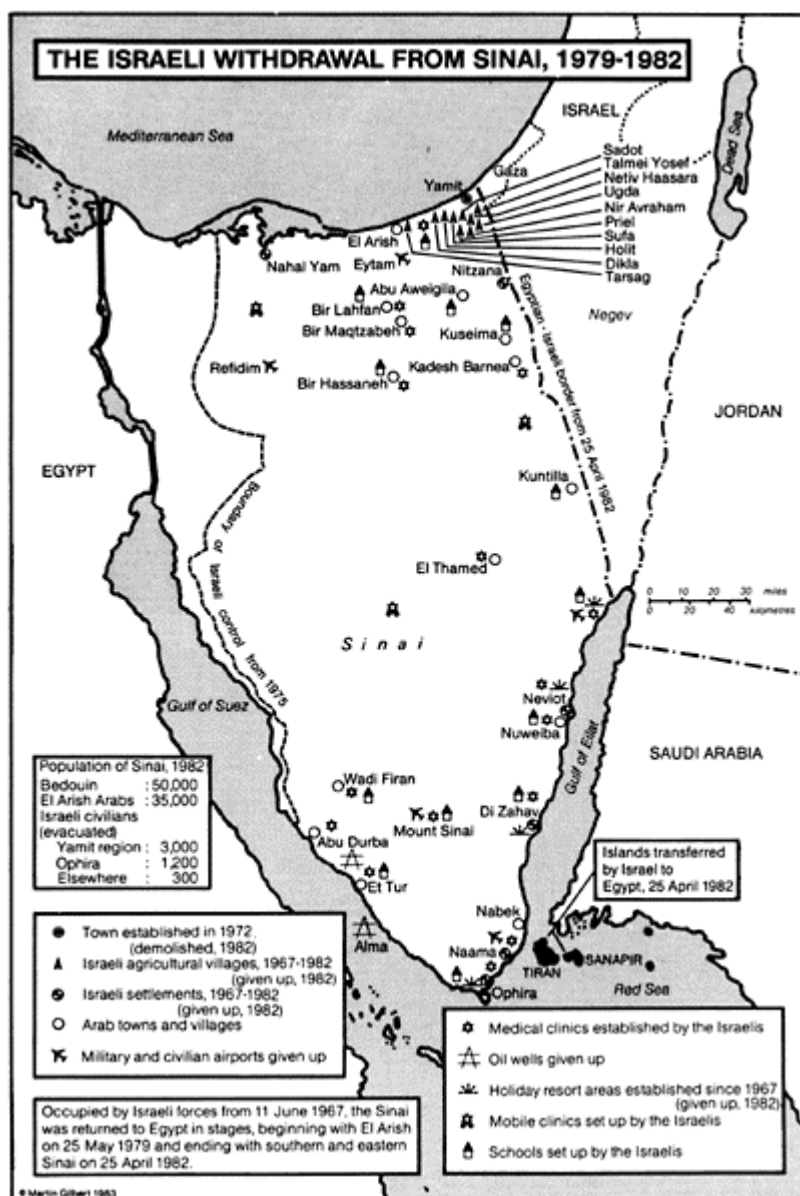 THE ISRAELI WITHDRAWAL FROM SINAI, 1979-1982
ISRAEL
Mediterranean Sea
Dead Sea
Sadot
Talmei Yosef
Netiv Haasara
Ugda
Nir Avraham
Priel
Sufa
Holit
Dikla
Tarsag
Gaza
Yamit
El Arish
Nahal Yam
Eytam
Nitzana
Abu Aweigila
Bir Lahfan
Negev
Bir Maqtzabeh
Kuseima
Refidim
Kadesh Barnea
Bir Hassaneh
Egyptian-Israeli border from 25 April 1982
JORDAN
EGYPT
Kuntilla
Boundary of Israeli control from 1975
El Thamed
0 10 20 30 miles
0 20 40 kilometres
Sinai
Neviot
Gulf of Suez
Nuweiba
Gulf of Eilat
SAUDI ARABIA
Population of Sinai, 1982
Bedouin : 50,000
El Arish Arabs : 35,000
Israeli civilians
(evacuated)
Yamit region : 3,000
Ophira : 1,200
Elsewhere : 300
Wadi Firan
Mount Sinai
Di Zahav
Abu Durba
Et Tur
Islands transferred
by Israel to
Egypt, 25 April 1982
Nabek
Alma
Naama
TIRAN
SANAPIR
Ophira
Red Sea
Town established in 1972
(demolished, 1982)
Israeli agricultural villages, 1967-1982
(given up, 1982)
Israeli settlements, 1967-1982
(given up, 1982)
Arab towns and villages
Military and civilian airports given up
Medical clinics established by the Israelis
Oil wells given up
Holiday resort areas established since 1967
(given up, 1982)
Mobile clinics set up by the Israelis
Schools set up by the Israelis
Occupied by Israeli forces from 11 June 1967, the Sinai
was returned to Egypt in stages, beginning with El Arish
on 25 May 1979 and ending with southern and eastern
Sinai on 25 April 1982.
© Martin Gilbert 1983